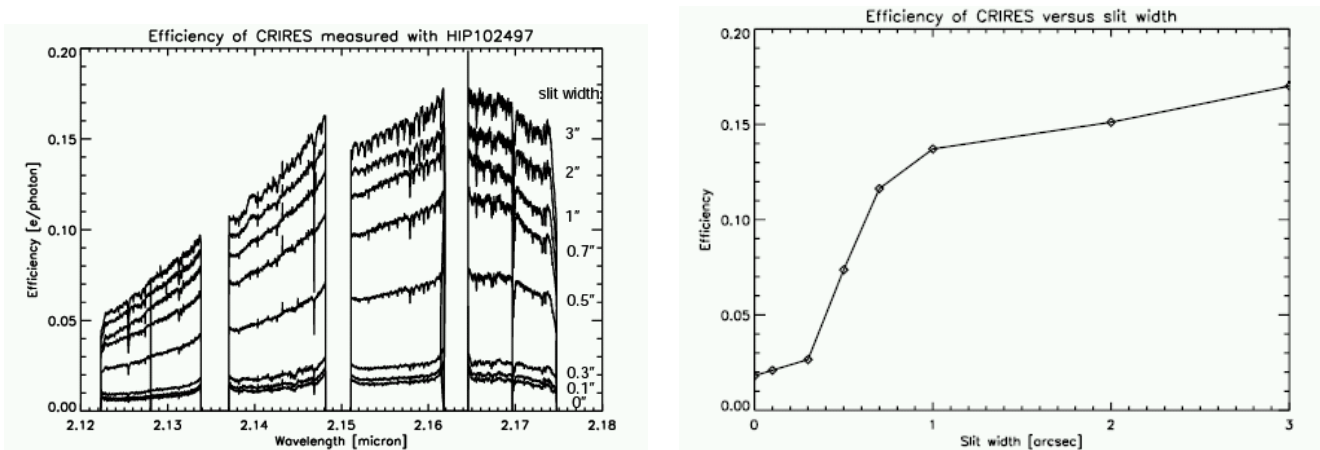 Efficiency of CRIRES measured with HIP102497
Efficiency [e/photon]
0.20
0.15
0.10
0.05
0.00
slit width:
3"
2"
1"
0.7"
0.5"
0.3"
0.1"
0"
2.12 2.13 2.14 2.15 2.16 2.17 2.18
Wavelength [micron]
Efficiency of CRIRES versus slit width
Efficiency
0.20
0.15
0.10
0.05
0.00
0 1 2 3
Slit width [arcsec]